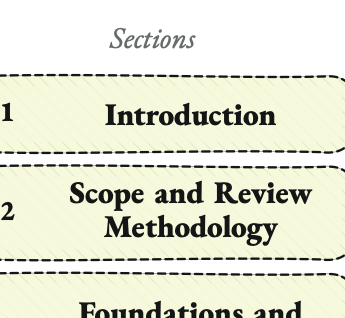 Sections
1 Introduction
2 Scope and Review
Methodology
Foundations and